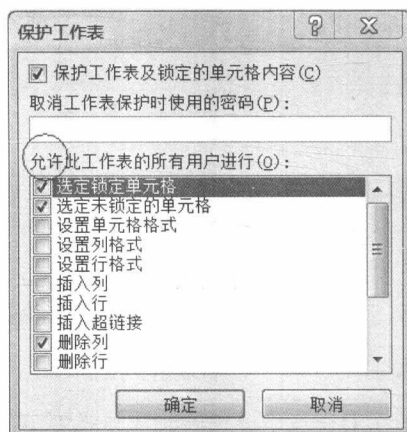 保护工作表
保护工作表及锁定的单元格内容(C)
取消工作表保护时使用的密码(P):
允许此工作表的所有用户进行(O):
选定锁定单元格
选定未锁定的单元格
设置单元格格式
设置列格式
设置行格式
插入列
插入行
插入超链接
删除列
删除行
确定
取消